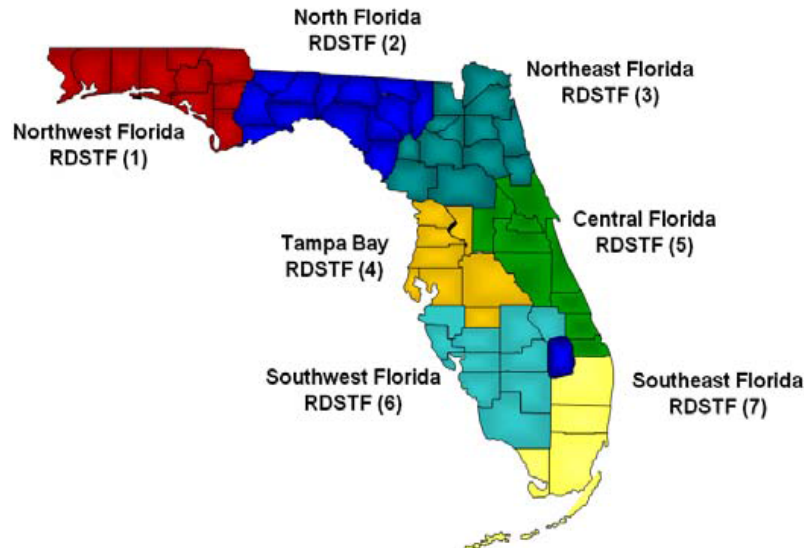 North Florida
RDSTF (2)
Northeast Florida
RDSTF (3)
Northwest Florida
RDSTF (1)
Central Florida
RDSTF (5)
Tampa Bay
RDSTF (4)
Southwest Florida
RDSTF (6)
Southeast Florida
RDSTF (7)